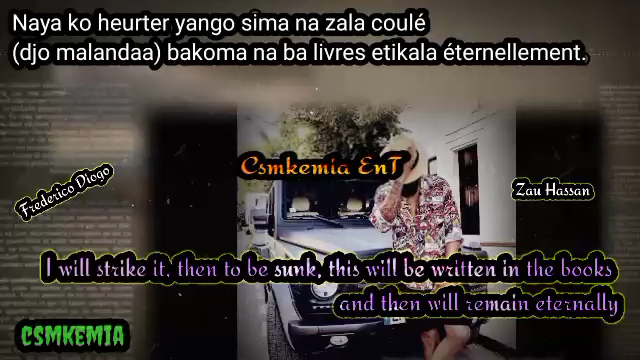 Naya ko heurter yango sima na zala coulé
(djo malandaa) bakoma na ba livres etikala éternellement.
Csmkemia EnT
Frederico Diogo
Zau Hassan
I will strike it, then to be sunk, this will be written in the books
and then will remain eternally
CSMKEMIA